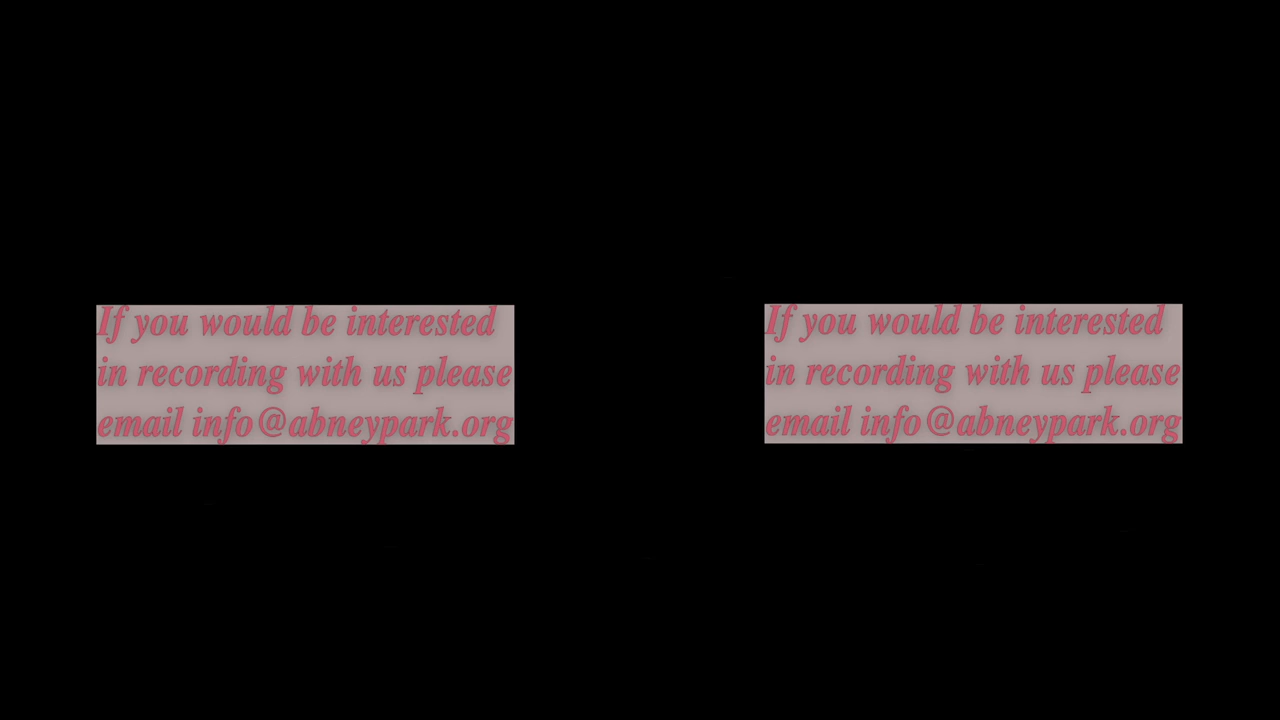 If you would be interested
in recording with us please
email info@abneypark.org
If you would be interested
in recording with us please
email info@abneypark.org